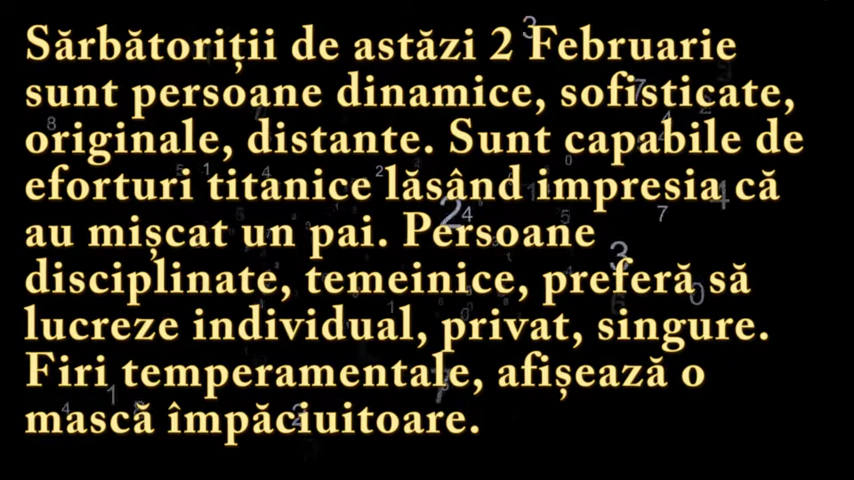 Sărbătoriții de astăzi 2 Februarie
sunt persoane dinamice, sofisticate,
originale, distante. Sunt capabile de
eforturi titanice lăsând impresia că
au mișcat un pai. Persoane
disciplinate, temeinice, preferă să
lucreze individual, privat, singure.
Firi temperamentale, afișează o
mască împăciuitoare.